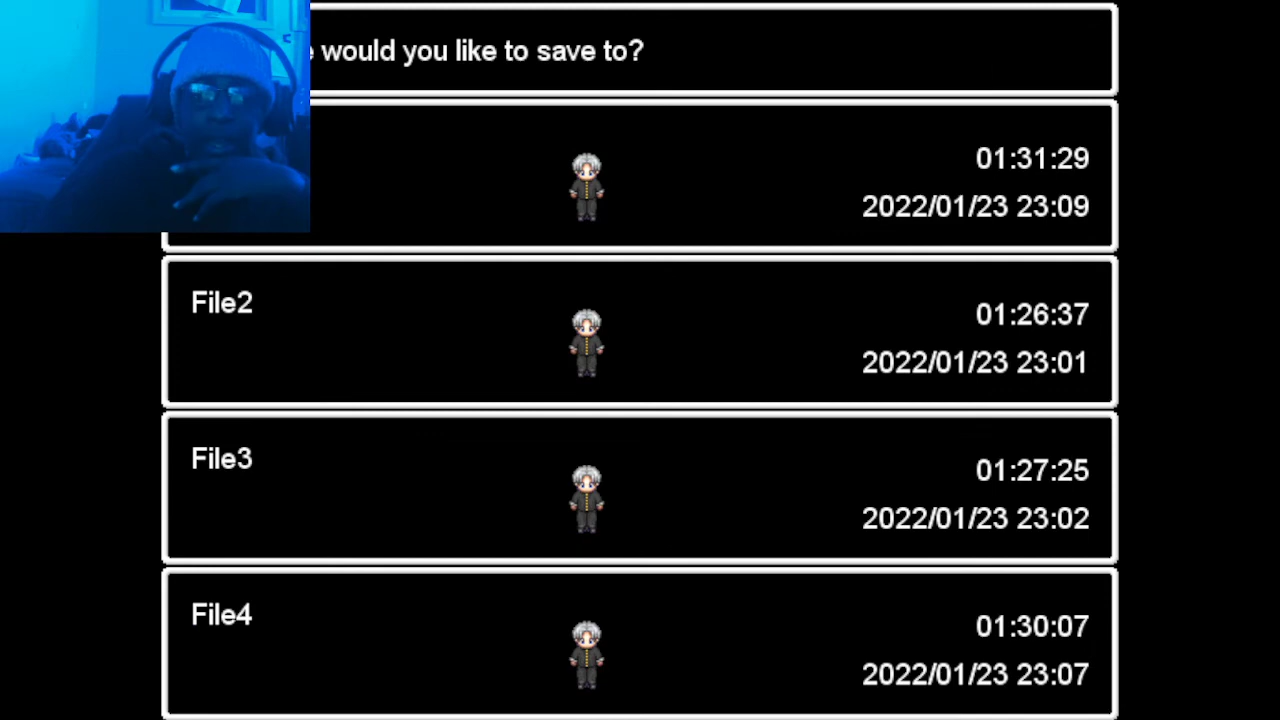 would you like to save to?
01:31:29
2022/01/23 23:09
File2
01:26:37
2022/01/23 23:01
File3
01:27:25
2022/01/23 23:02
File4
01:30:07
2022/01/23 23:07